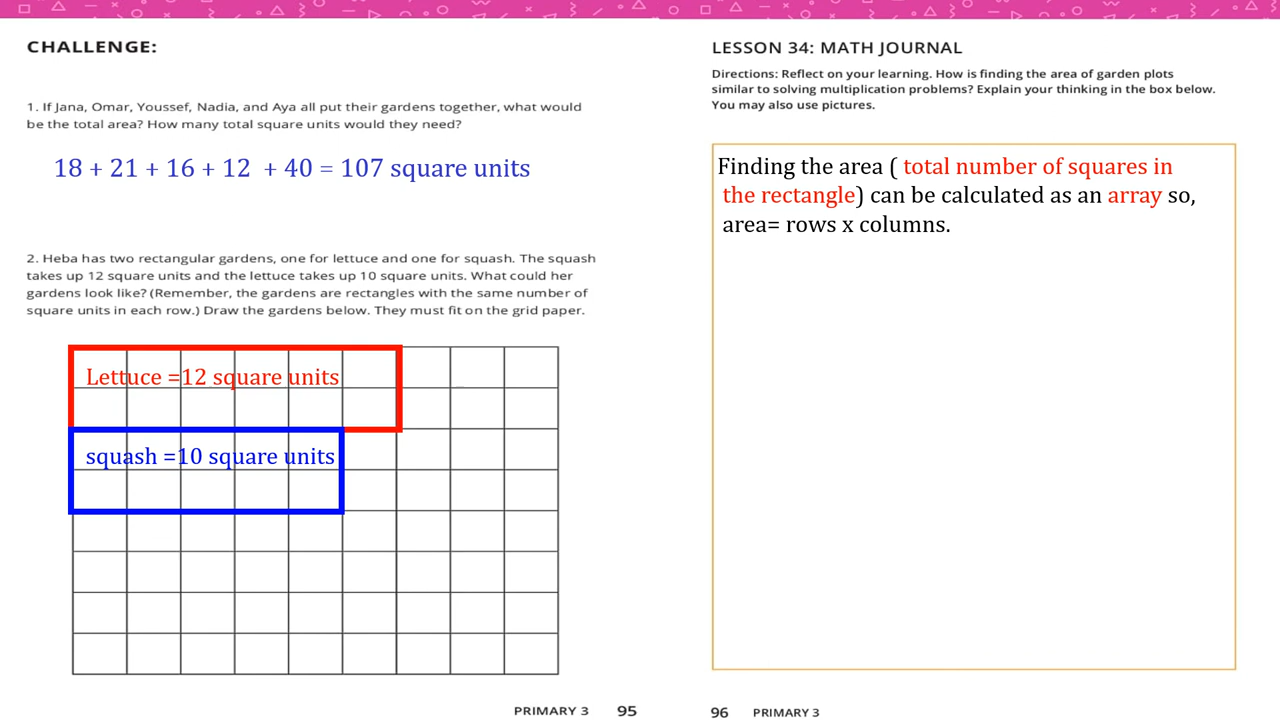 CHALLENGE:
1. If Jana, Omar, Youssef, Nadia, and Aya all put their gardens together, what would
be the total area? How many total square units would they need?
18 + 21 + 16 + 12 + 40 = 107 square units
2. Heba has two rectangular gardens, one for lettuce and one for squash. The squash
takes up 12 square units and the lettuce takes up 10 square units. What could her
gardens look like? (Remember, the gardens are rectangles with the same number of
square units in each row.) Draw the gardens below. They must fit on the grid paper.
Lettuce =12 square units
squash =10 square units
PRIMARY 3 95
LESSON 34: MATH JOURNAL
Directions: Reflect on your learning. How is finding the area of garden plots
similar to solving multiplication problems? Explain your thinking in the box below.
You may also use pictures.
Finding the area ( total number of squares in
the rectangle) can be calculated as an array so,
area= rows x columns.
96 PRIMARY 3